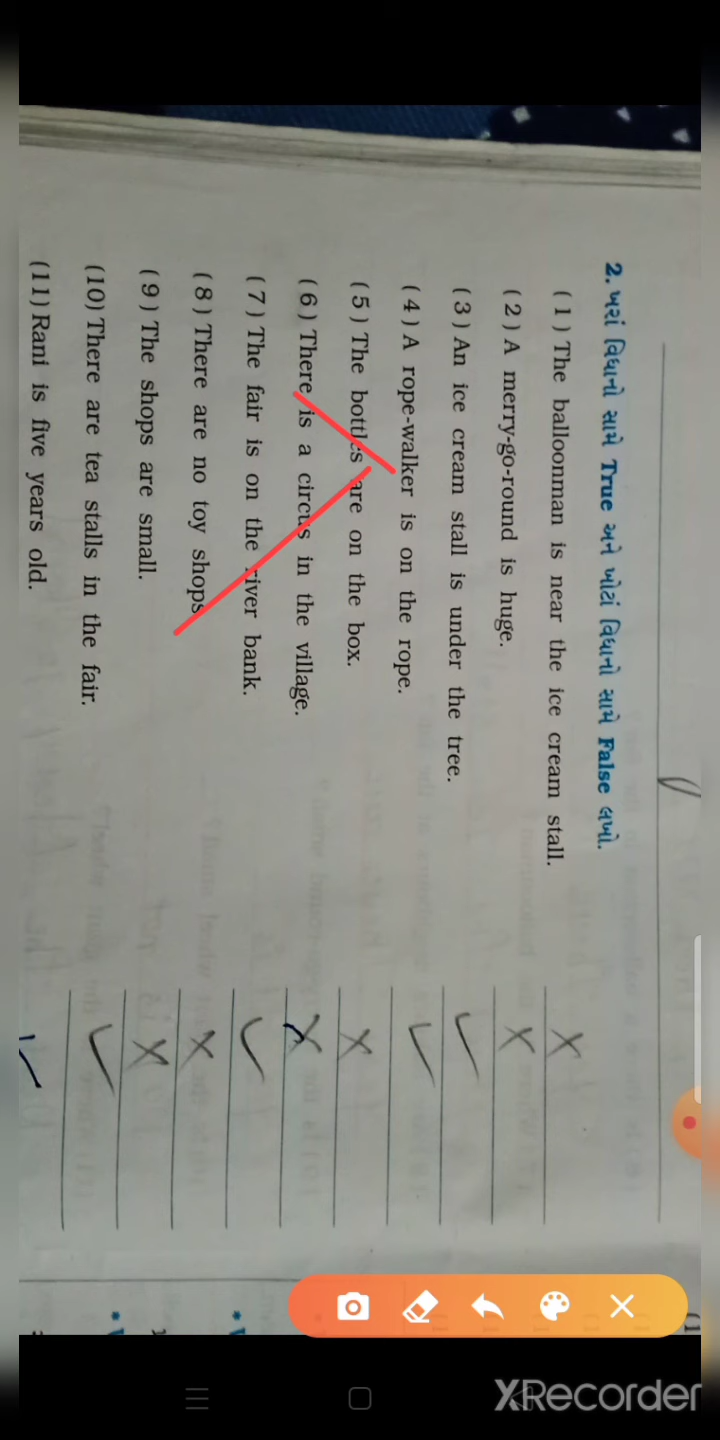 2. ખરાં વિધાનો સામે True અને ખોટાં વિધાનો સામે False લખો.
(1) The balloonman is near the ice cream stall. ✗
(2) A merry-go-round is huge. ✗
(3) An ice cream stall is under the tree. ✓
(4) A rope-walker is on the rope. ✓
(5) The bottles are on the box. ✗
(6) There is a circus in the village. ✗
(7) The fair is on the river bank. ✓
(8) There are no toy shops ✗
(9) The shops are small. ✗
(10) There are tea stalls in the fair. ✓
(11) Rani is five years old. ✓
XRecorder